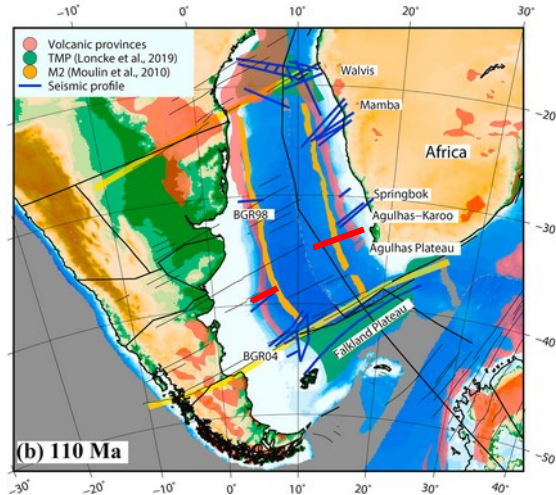 −10° 0° 10° 20° 30°
Volcanic provinces
TMP (Loncke et al., 2019)
M2 (Moulin et al., 2010)
Seismic profile
Walvis
Mamba
Africa
Springbok
BGR98
Agulhas−Karoo
Agulhas Plateau
Falkland Plateau
BGR04
−10°
−20°
−30°
−40°
−50°
−20°
−30°
−40°
−50°
(b) 110 Ma
0° 10° 20° 30° 40°